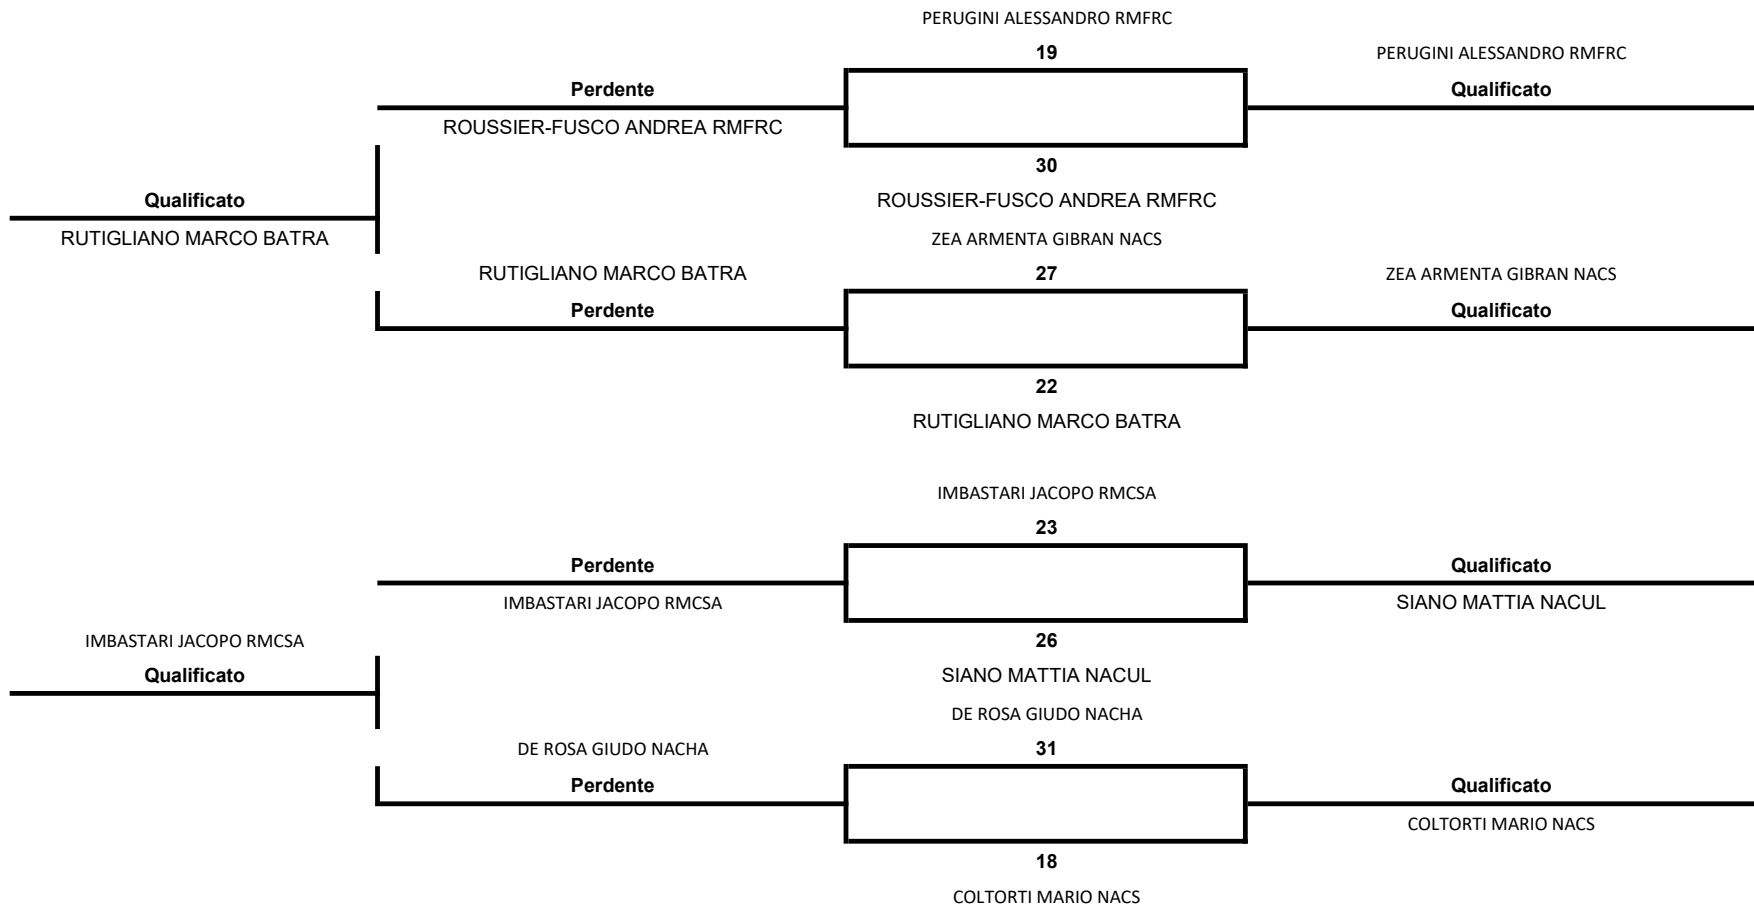 PERUGINI ALESSANDRO RMFRC
19
PERUGINI ALESSANDRO RMFRC
Perdente
Qualificato
ROUSSIER-FUSCO ANDREA RMFRC
30
Qualificato
ROUSSIER-FUSCO ANDREA RMFRC
RUTIGLIANO MARCO BATRA
ZEA ARMENTA GIBRAN NACS
RUTIGLIANO MARCO BATRA
27
ZEA ARMENTA GIBRAN NACS
Perdente
Qualificato
22
RUTIGLIANO MARCO BATRA
IMBASTARI JACOPO RMCSA
23
Perdente
Qualificato
IMBASTARI JACOPO RMCSA
SIANO MATTIA NACUL
IMBASTARI JACOPO RMCSA
26
Qualificato
SIANO MATTIA NACUL
DE ROSA GIUDO NACHA
DE ROSA GIUDO NACHA
31
Perdente
Qualificato
COLTORTI MARIO NACS
18
COLTORTI MARIO NACS